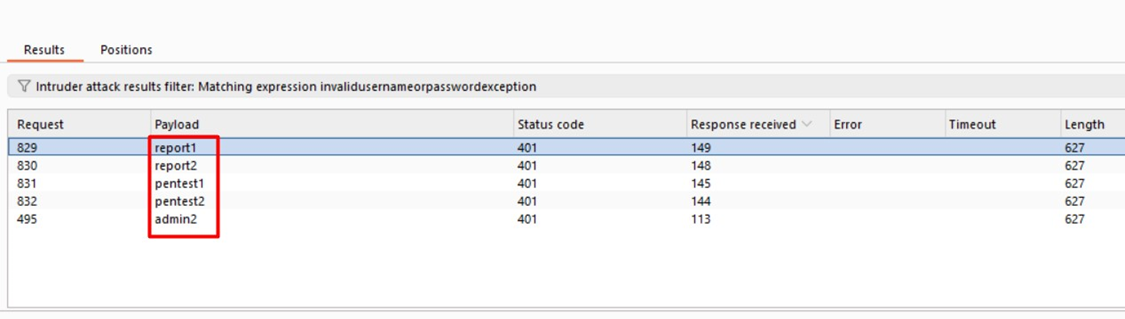 Results Positions
Intruder attack results filter: Matching expression invalidusernameorpasswordexception
Request Payload Status code Response received Error Timeout Length
829 report1 401 149 627
830 report2 401 148 627
831 pentest1 401 145 627
832 pentest2 401 144 627
495 admin2 401 113 627